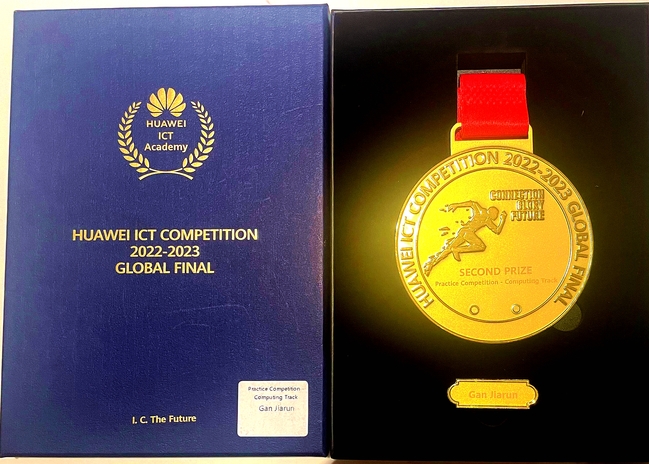 HUAWEI
ICT
Academy
HUAWEI ICT COMPETITION
2022-2023
GLOBAL FINAL
I. C. The Future
Practice Competition
Computing Track
Gan Jiarun
HUAWEI ICT COMPETITION 2022-2023 GLOBAL FINAL
CONNECTION
GLORY
FUTURE
SECOND PRIZE
Practice Competition - Computing Track
Gan Jiarun